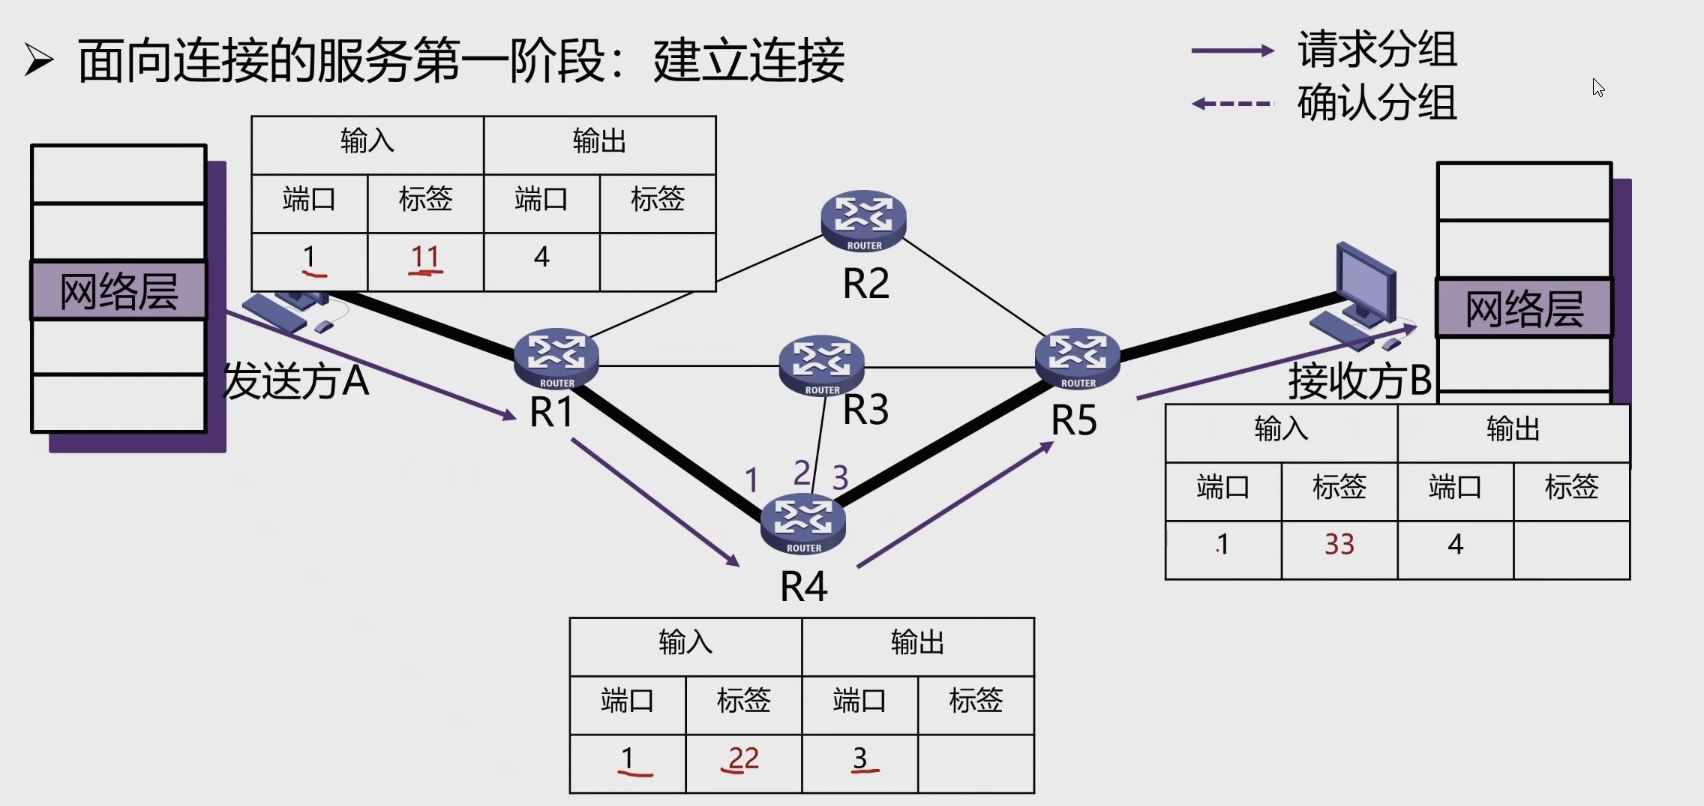 ➢ 面向连接的服务第一阶段：建立连接
请求分组
确认分组
输入 输出
端口 标签 端口 标签
1 11 4
网络层
发送方A
ROUTER
R2
ROUTER
R1
ROUTER
R3
ROUTER
R5
网络层
接收方B
1 2 3
ROUTER
R4
输入 输出
端口 标签 端口 标签
1 33 4
输入 输出
端口 标签 端口 标签
1 22 3